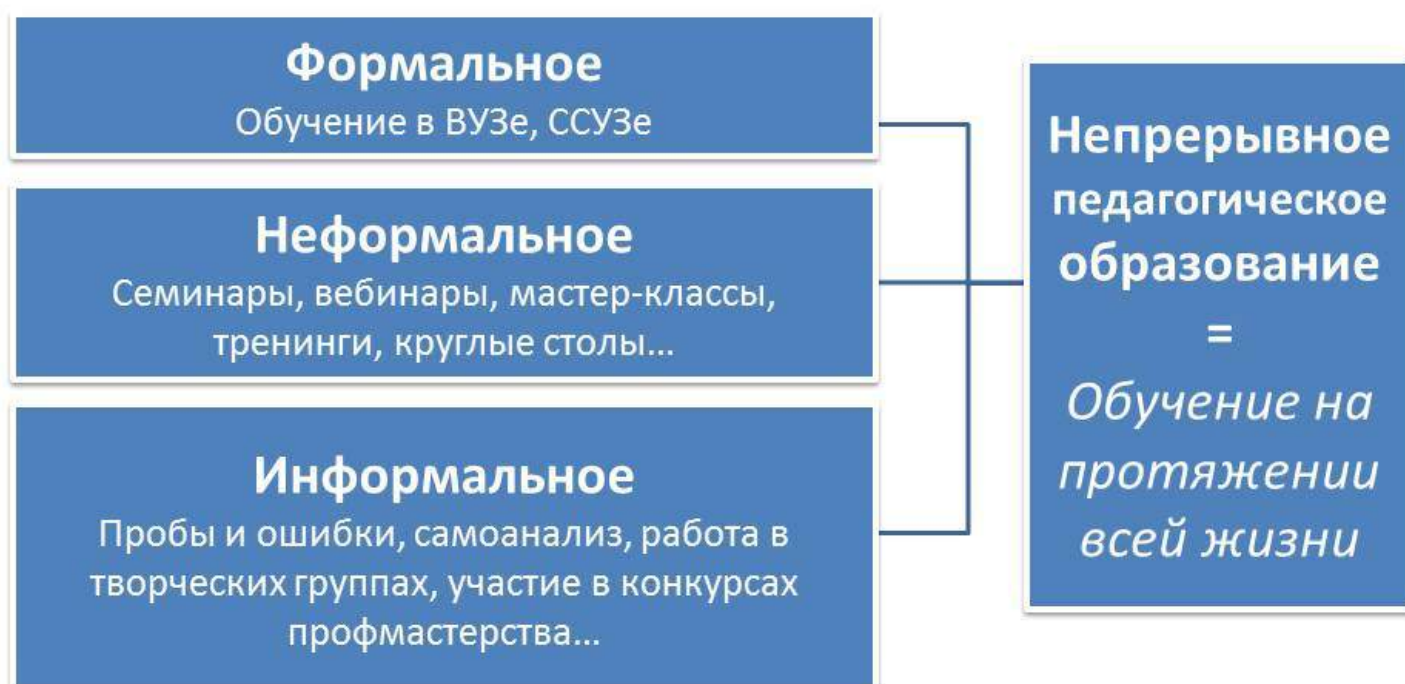 Формальное
Обучение в ВУЗе, ССУЗе
Неформальное
Семинары, вебинары, мастер-классы,
тренинги, круглые столы...
Информальное
Пробы и ошибки, самоанализ, работа в
творческих группах, участие в конкурсах
профмастерства...
Непрерывное
педагогическое
образование
=
Обучение на
протяжении
всей жизни